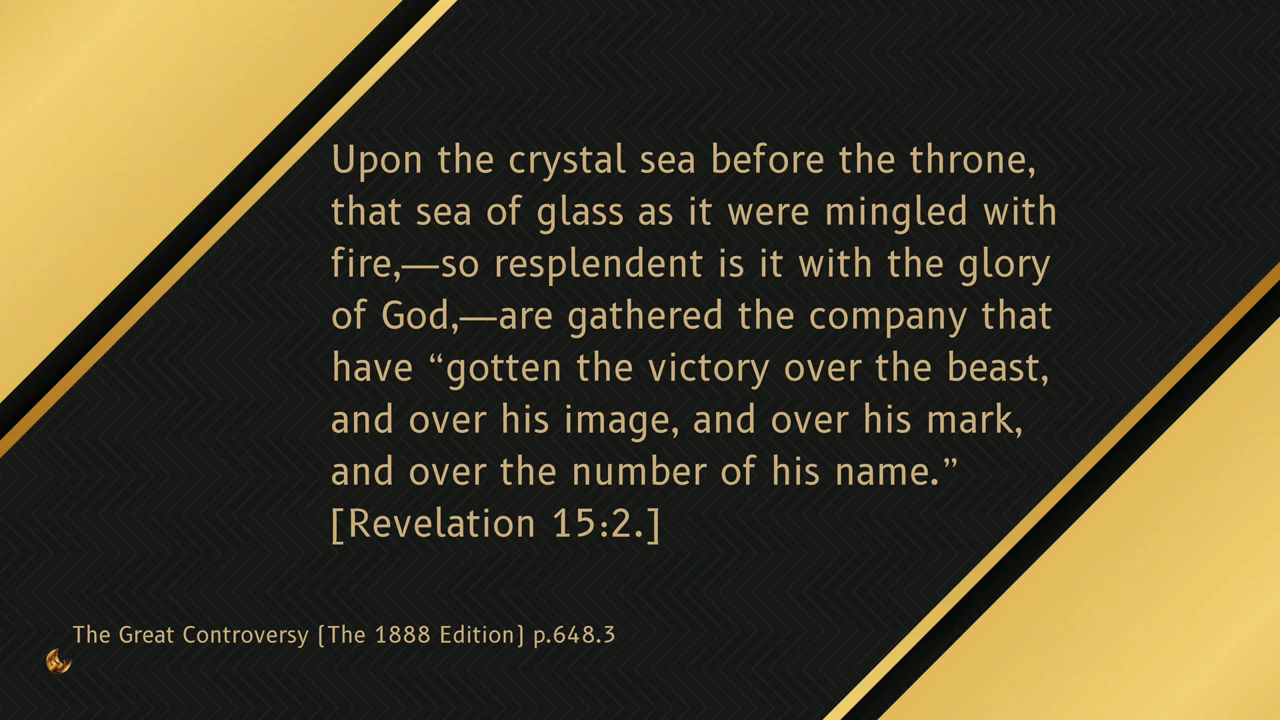 Upon the crystal sea before the throne,
that sea of glass as it were mingled with
fire,—so resplendent is it with the glory
of God,—are gathered the company that
have “gotten the victory over the beast,
and over his image, and over his mark,
and over the number of his name.”
[Revelation 15:2.]
The Great Controversy [The 1888 Edition] p.648.3